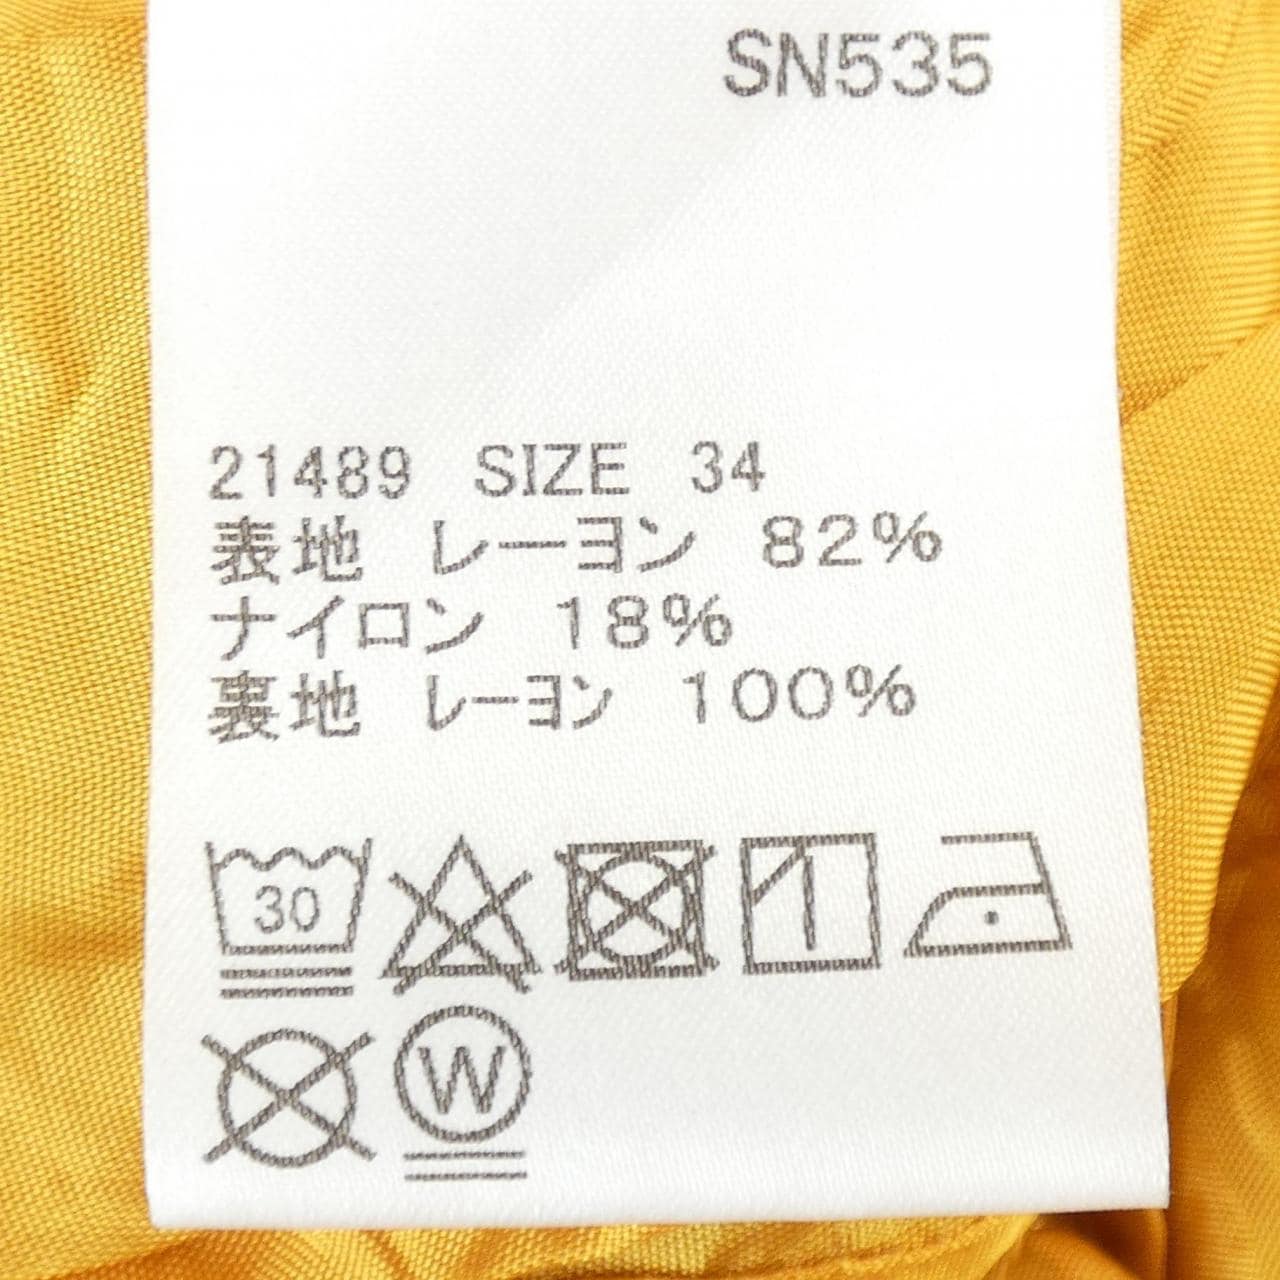 SN535
21489 SIZE 34
表地 レーヨン 82%
ナイロン 18%
裏地 レーヨン 100%
30
W